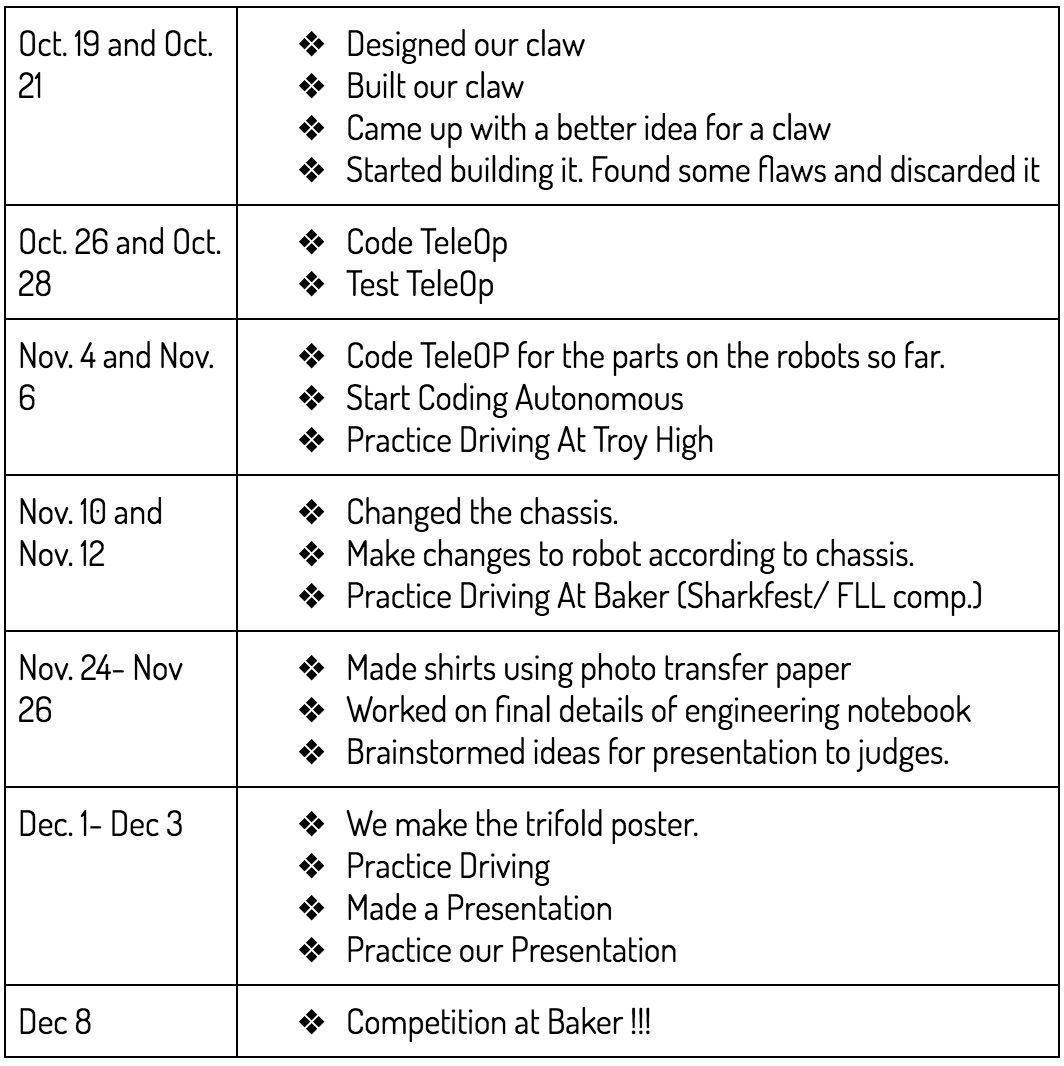 Oct. 19 and Oct.
21
❖ Designed our claw
❖ Built our claw
❖ Came up with a better idea for a claw
❖ Started building it. Found some flaws and discarded it
Oct. 26 and Oct.
28
❖ Code TeleOp
❖ Test TeleOp
Nov. 4 and Nov.
6
❖ Code TeleOP for the parts on the robots so far.
❖ Start Coding Autonomous
❖ Practice Driving At Troy High
Nov. 10 and
Nov. 12
❖ Changed the chassis.
❖ Make changes to robot according to chassis.
❖ Practice Driving At Baker (Sharkfest/ FLL comp.)
Nov. 24- Nov
26
❖ Made shirts using photo transfer paper
❖ Worked on final details of engineering notebook
❖ Brainstormed ideas for presentation to judges.
Dec. 1- Dec 3
❖ We make the trifold poster.
❖ Practice Driving
❖ Made a Presentation
❖ Practice our Presentation
Dec 8
❖ Competition at Baker !!!